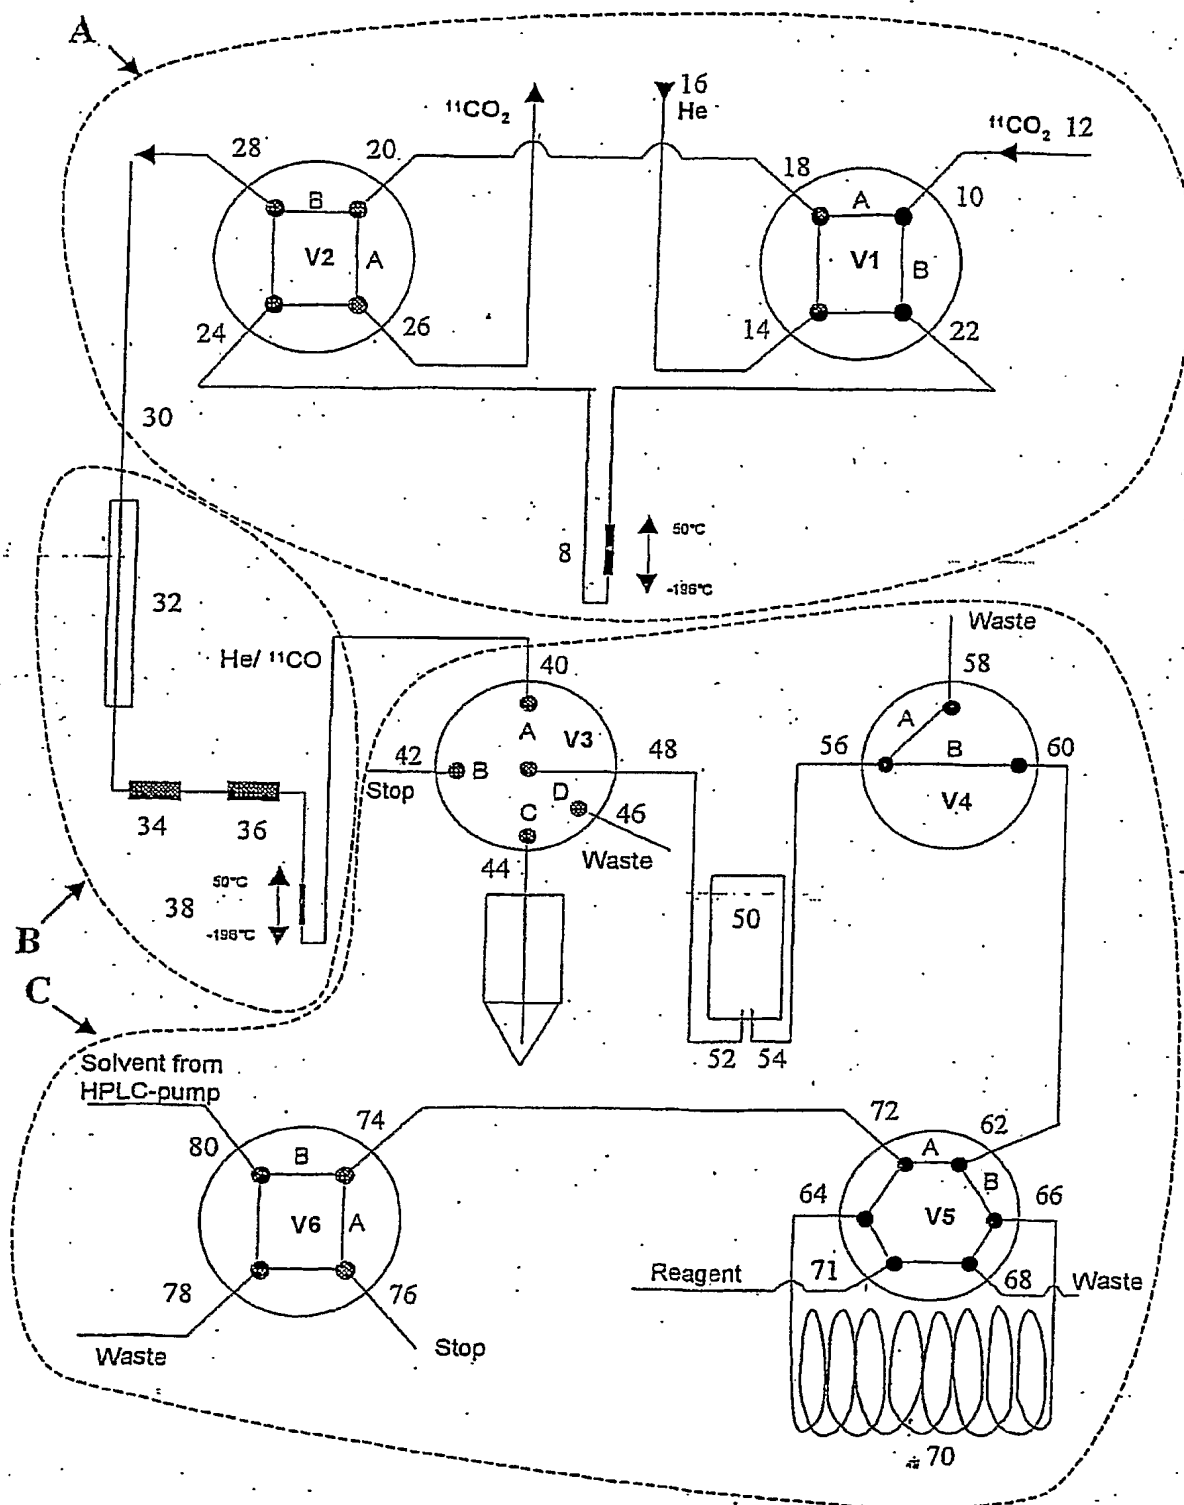 A
16
He
¹¹CO₂
¹¹CO₂ 12
28
20
18
10
B
A
V2
A
V1
B
24
26
14
22
30
8
50°C
-196°C
32
He/ ¹¹CO
40
Waste
58
A
V3
42
B
48
Stop
D
C
46
44
Waste
56
A
B
60
V4
34
36
38
50°C
-196°C
B
50
52
54
C
Solvent from
HPLC-pump
80
74
B
V6
A
78
76
Waste
Stop
72
62
A
B
64
V5
66
Reagent
71
68
Waste
70